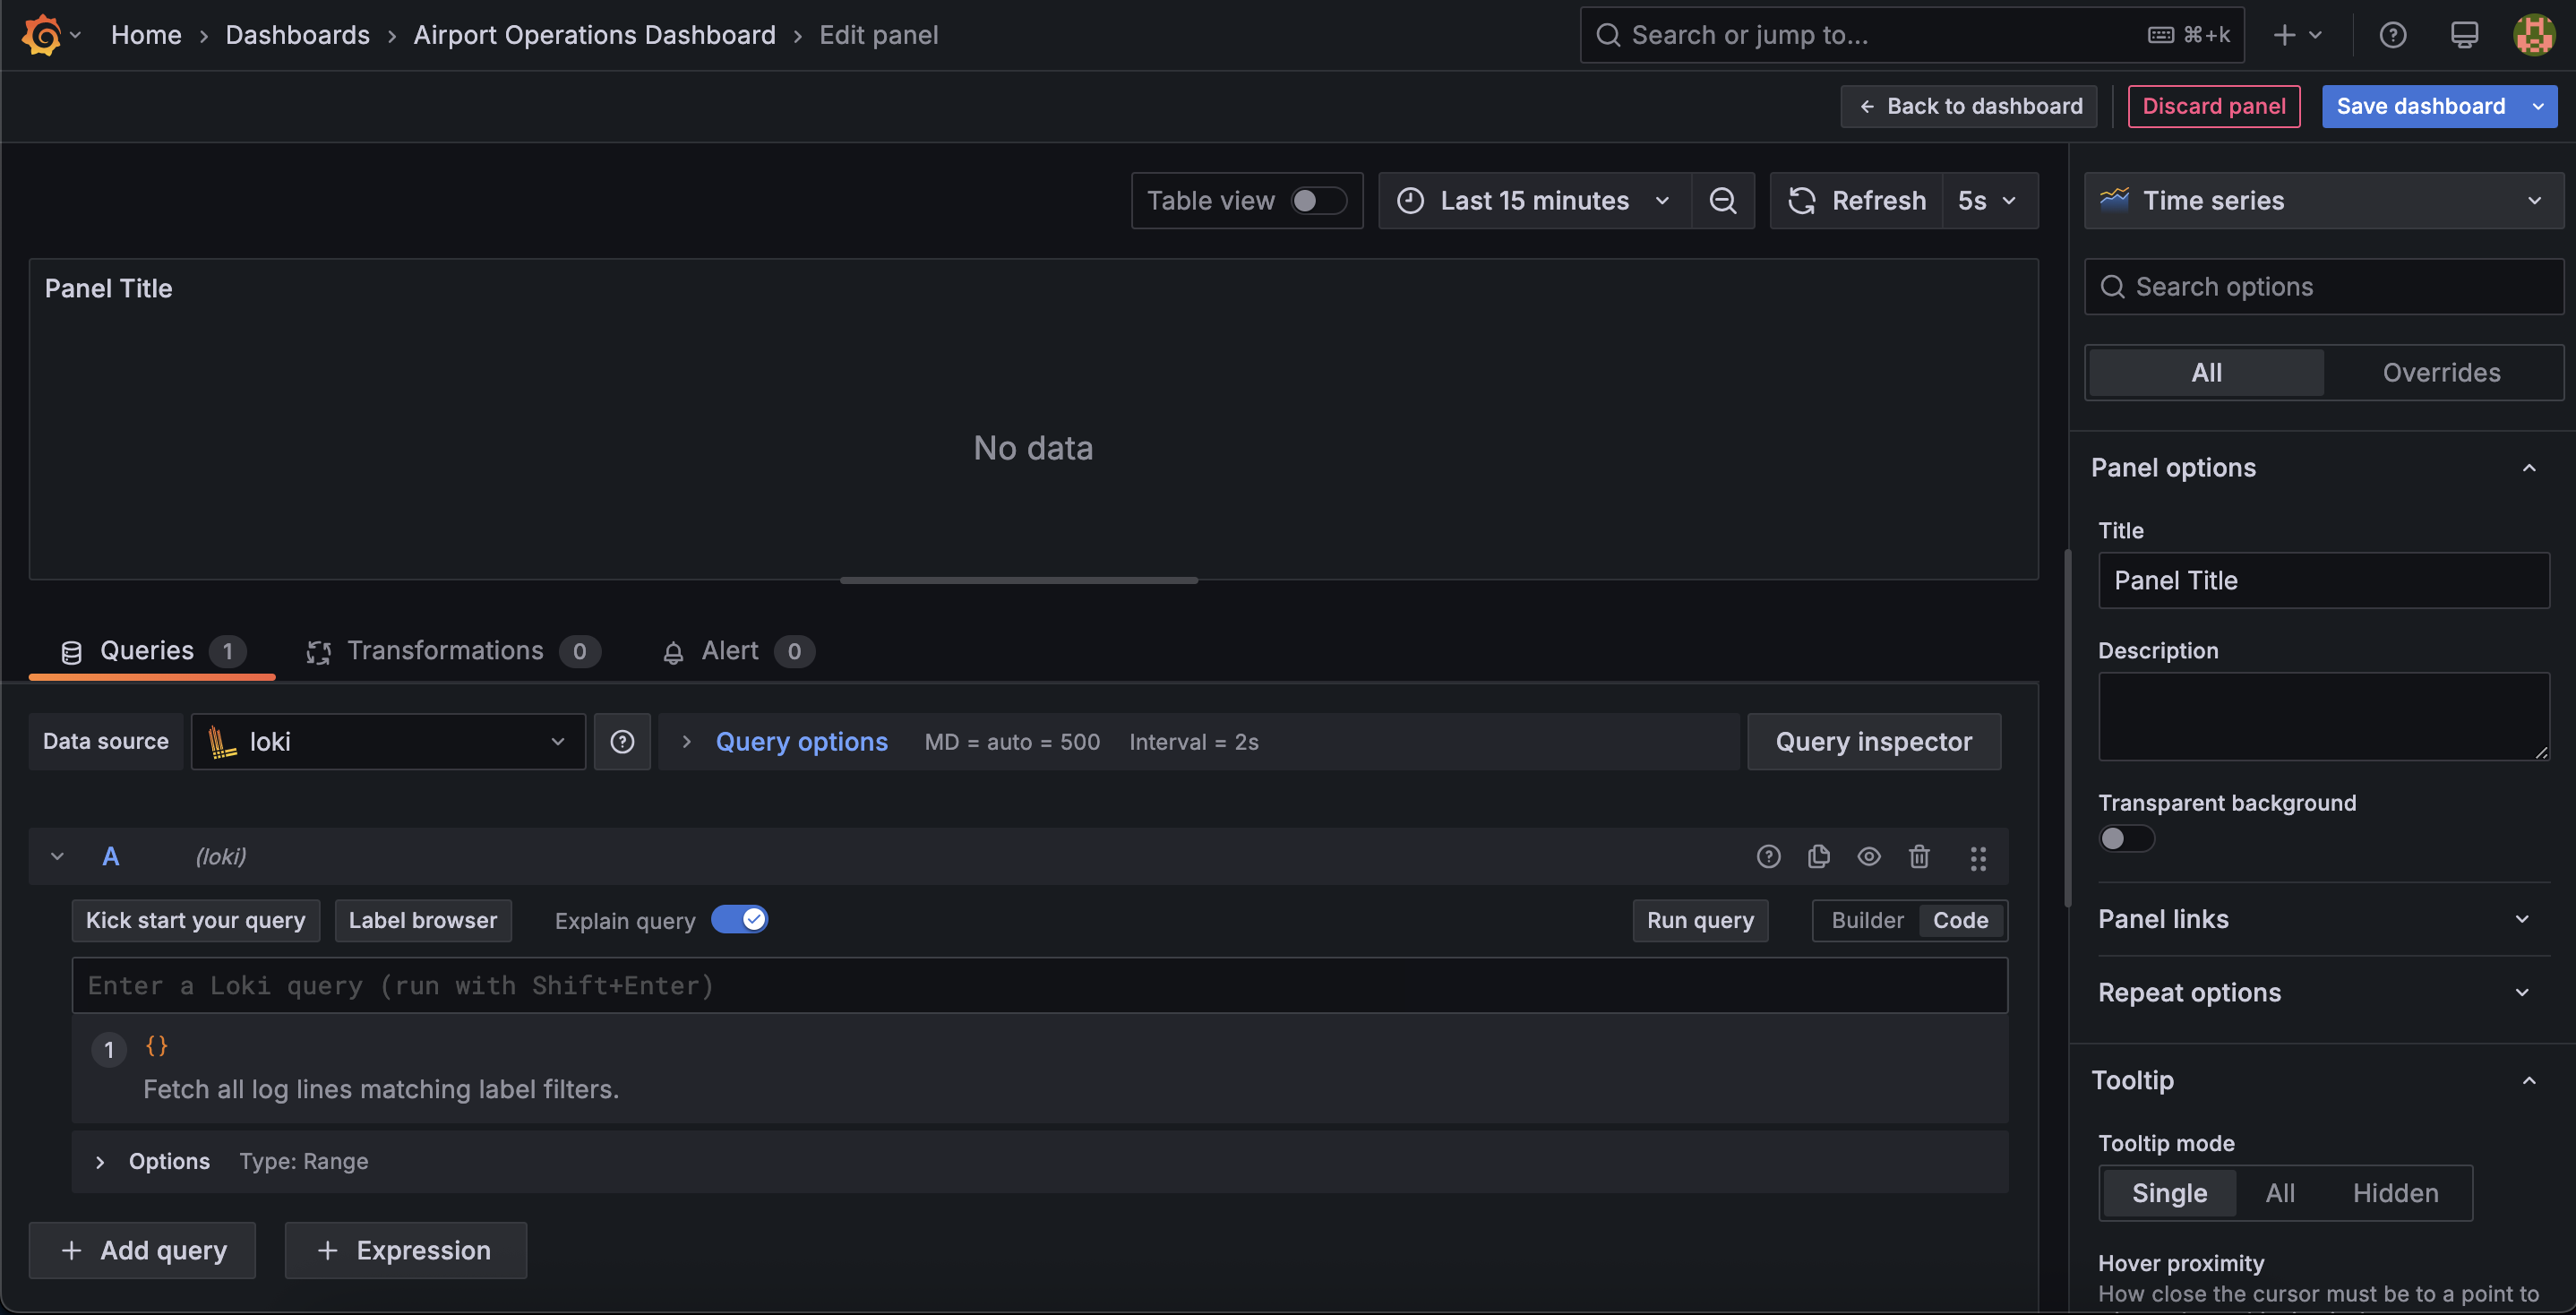 Home > Dashboards > Airport Operations Dashboard > Edit panel
Search or jump to...
⌘+k
← Back to dashboard
Discard panel
Save dashboard
Table view
Last 15 minutes
Refresh
5s
Panel Title
No data
Queries 1
Transformations 0
Alert 0
Data source
loki
Query options
MD = auto = 500
Interval = 2s
Query inspector
A
(loki)
Kick start your query
Label browser
Explain query
Run query
Builder
Code
Enter a Loki query (run with Shift+Enter)
1
{}
Fetch all log lines matching label filters.
Options
Type: Range
+ Add query
+ Expression
Time series
Search options
All
Overrides
Panel options
Title
Panel Title
Description
Transparent background
Panel links
Repeat options
Tooltip
Tooltip mode
Single
All
Hidden
Hover proximity
How close the cursor must be to a point to